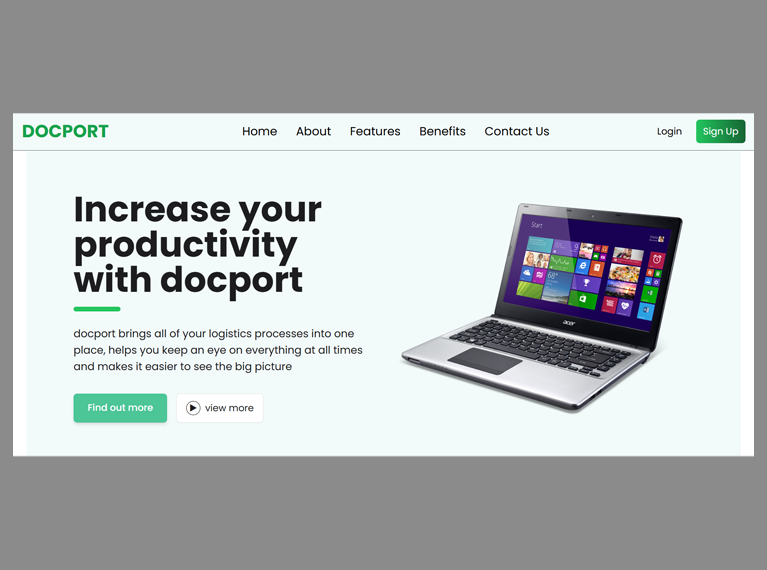 DOCPORT
Home About Features Benefits Contact Us
Login Sign Up
Increase your
productivity
with docport
docport brings all of your logistics processes into one
place, helps you keep an eye on everything at all times
and makes it easier to see the big picture
Find out more
view more
Start
68°
acer